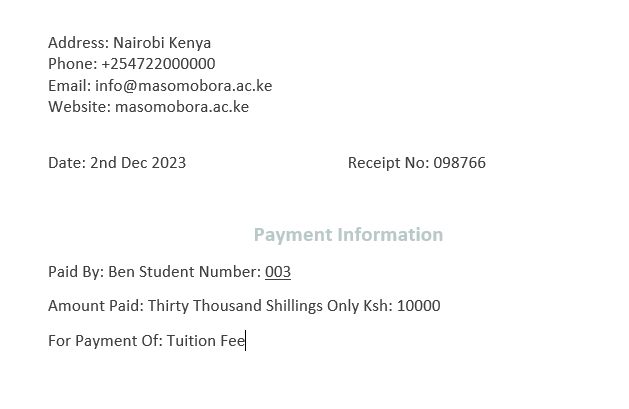 Address: Nairobi Kenya
Phone: +254722000000
Email: info@masomobora.ac.ke
Website: masomobora.ac.ke
Date: 2nd Dec 2023 Receipt No: 098766
Payment Information
Paid By: Ben Student Number: 003
Amount Paid: Thirty Thousand Shillings Only Ksh: 10000
For Payment Of: Tuition Fee